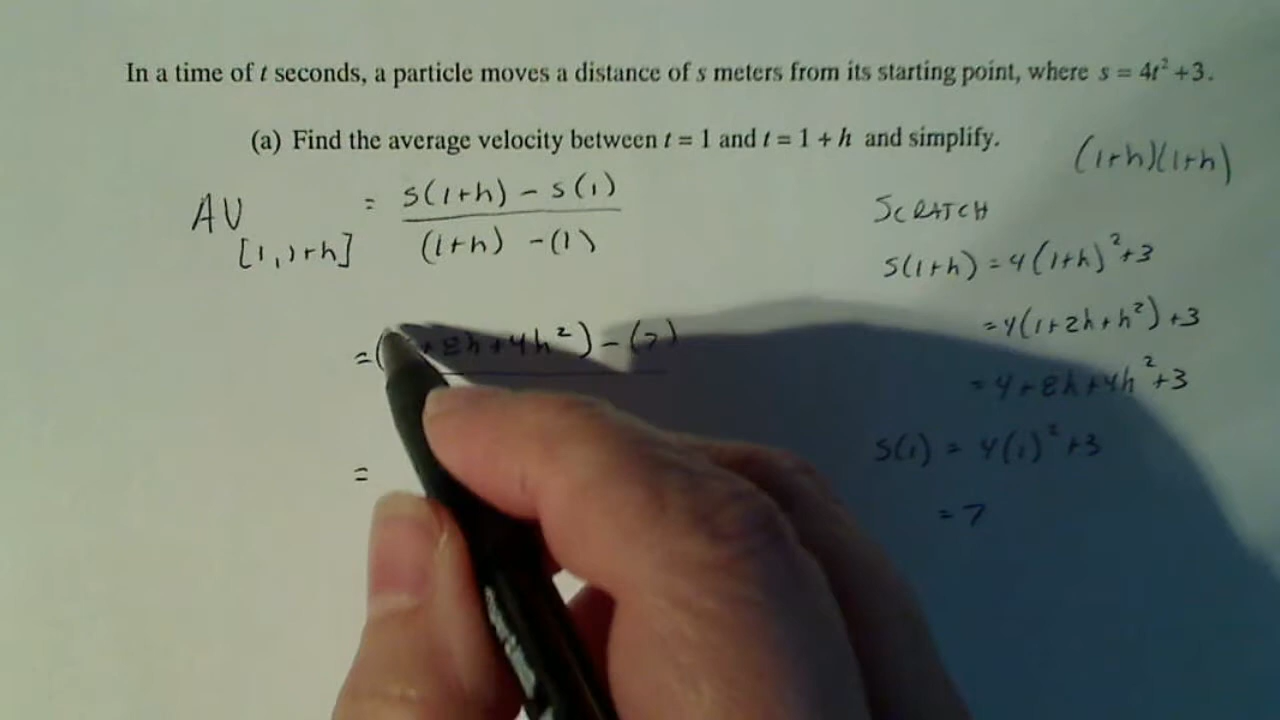 In a time of t seconds, a particle moves a distance of s meters from its starting point, where s = 4t² + 3.
(a) Find the average velocity between t = 1 and t = 1 + h and simplify.
(1+h)(1+h)
AV [1, 1+h] = s(1+h) - s(1)
(1+h) - (1)
= ( + 8h + 4h²) - (7)
=
SCRATCH
s(1+h) = 4(1+h)² + 3
= 4(1+2h+h²) + 3
= 4 + 8h + 4h² + 3
s(1) = 4(1)² + 3
= 7